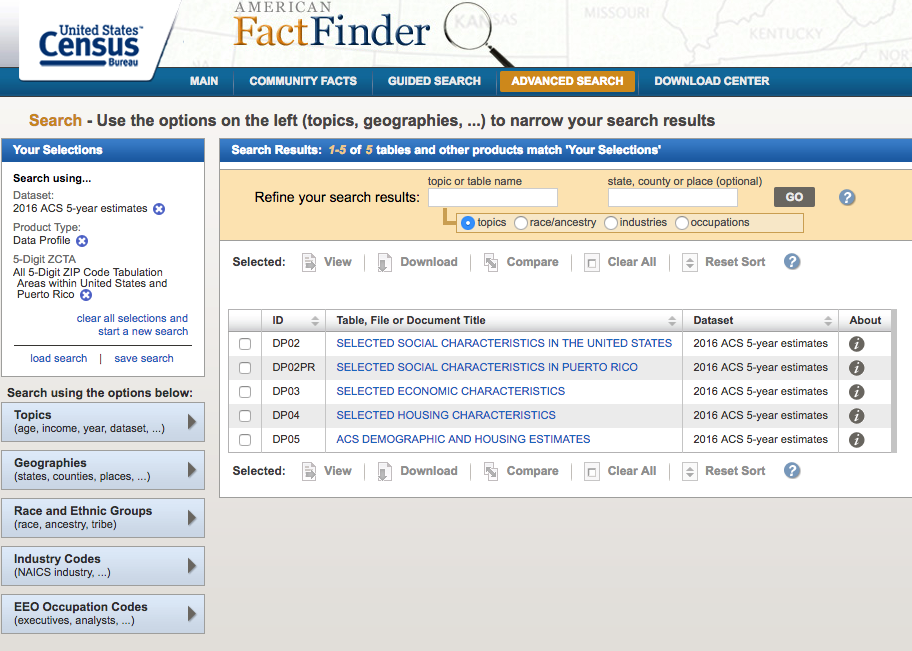 United States™
Census
Bureau
AMERICAN
FactFinder
KANSAS
MISSOURI
KENTUCKY
VA
NOR
MAIN
COMMUNITY FACTS
GUIDED SEARCH
ADVANCED SEARCH
DOWNLOAD CENTER
Search - Use the options on the left (topics, geographies, ...) to narrow your search results
Your Selections
Search using...
Dataset:
2016 ACS 5-year estimates
Product Type:
Data Profile
5-Digit ZCTA
All 5-Digit ZIP Code Tabulation
Areas within United States and
Puerto Rico
clear all selections and
start a new search
load search | save search
Search using the options below:
Topics
(age, income, year, dataset, ...)
Geographies
(states, counties, places, ...)
Race and Ethnic Groups
(race, ancestry, tribe)
Industry Codes
(NAICS industry, ...)
EEO Occupation Codes
(executives, analysts, ...)
Search Results: 1-5 of 5 tables and other products match 'Your Selections'
topic or table name
state, county or place (optional)
Refine your search results:
GO
?
topics race/ancestry industries occupations
Selected: View | Download | Compare | Clear All | Reset Sort ?
ID Table, File or Document Title Dataset About
DP02 SELECTED SOCIAL CHARACTERISTICS IN THE UNITED STATES 2016 ACS 5-year estimates i
DP02PR SELECTED SOCIAL CHARACTERISTICS IN PUERTO RICO 2016 ACS 5-year estimates i
DP03 SELECTED ECONOMIC CHARACTERISTICS 2016 ACS 5-year estimates i
DP04 SELECTED HOUSING CHARACTERISTICS 2016 ACS 5-year estimates i
DP05 ACS DEMOGRAPHIC AND HOUSING ESTIMATES 2016 ACS 5-year estimates i
Selected: View | Download | Compare | Clear All | Reset Sort ?